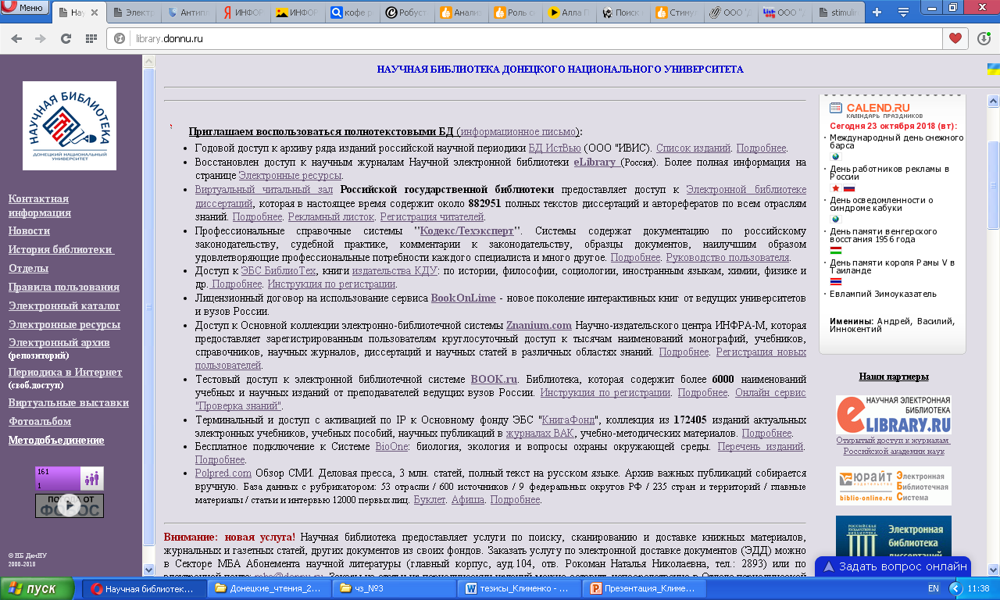 Меню
Нау
Элект
Антипл
ИНФОР
ИНФОР
кофе р
Робуст
Анали
Роль си
Алла Г
Поиск
Стиму
ООО "Д
ООО "
stimulir
library.donnu.ru
НАУЧНАЯ БИБЛИОТЕКА
ДОНЕЦКИЙ НАЦИОНАЛЬНЫЙ
УНИВЕРСИТЕТ
Контактная
информация
Новости
История библиотеки
Отделы
Правила пользования
Электронный каталог
Электронные ресурсы
Электронный архив
(репозиторий)
Периодика в Интернет
(своб.доступ)
Виртуальные выставки
Фотоальбом
Методобъединение
161
1
© НБ ДонНУ
2000-2018
НАУЧНАЯ БИБЛИОТЕКА ДОНЕЦКОГО НАЦИОНАЛЬНОГО УНИВЕРСИТЕТА
Приглашаем воспользоваться полнотекстовыми БД (информационное письмо):
Годовой доступ к архиву ряда изданий российской научной периодики БД ИстВью (ООО "ИВИС). Список изданий. Подробнее.
Восстановлен доступ к научным журналам научной электронной библиотеки eLibrary (Россия). Более полная информация на
странице Электронные ресурсы.
Виртуальный читальный зал Российской государственной библиотеки предоставляет доступ к Электронной библиотеке
диссертаций, которая в настоящее время содержит около 882951 полных текстов диссертаций и авторефератов по всем отраслям
знаний. Подробнее. Рекламный листок. Регистрация читателей.
Профессиональные справочные системы "Кодекс/Техэксперт". Системы содержат документацию по российскому
законодательству, судебной практике, комментарии к законодательству, образцы документов, наилучшим образом
удовлетворяющие профессиональные потребности каждого специалиста и много другое. Подробнее. Руководство пользователя.
Доступ к ЭБС БиблиоТех, книги издательства КДУ: по истории, философии, социологии, иностранным языкам, химии, физике и
др. Подробнее. Инструкция по регистрации.
Лицензионный договор на использование сервиса BookOnLime - новое поколение интерактивных книг от ведущих университетов
и вузов России.
Доступ к Основной коллекции электронно-библиотечной системы Znanium.com Научно-издательского центра ИНФРА-М, которая
предоставляет зарегистрированным пользователям круглосуточный доступ к тысячам наименований монографий, учебников,
справочников, научных журналов, диссертаций и научных статей в различных областях знаний. Подробнее. Регистрация новых
пользователей.
Тестовый доступ к электронной библиотечной системе BOOK.ru. Библиотека, которая содержит более 6000 наименований
учебных и научных изданий от преподавателей ведущих вузов России. Инструкция по регистрации. Подробнее. Онлайн сервис
"Проверка знаний".
Терминальный и доступ с активацией по IP к Основному фонду ЭБС "КнигаФонд", коллекция из 172405 изданий актуальных
электронных учебников, учебных пособий, научных публикаций в журналах ВАК, учебно-методических материалов. Подробнее.
Бесплатное подключение к Системе BioOne: биология, экология и вопросы охраны окружающей среды. Перечень изданий.
Подробнее.
Polpred.com Обзор СМИ. Деловая пресса, 3 млн. статей, полный текст на русском языке. Архив важных публикаций собирается
вручную. База данных с рубрикатором: 53 отрасли / 600 источников / 9 федеральных округов РФ / 235 стран и территорий / главные
материалы / статьи и интервью 12000 первых лиц. Буклет. Афиша. Подробнее.
Внимание: новая услуга! Научная библиотека предоставляет услуги по поиску, сканированию и доставке книжных материалов,
журнальных и газетных статей, других документов из своих фондов. Заказать услугу по электронной доставке документов (ЭДД) можно
в Секторе МБА Абонемента научной литературы (главный корпус, ауд.104, отв. Рокоман Наталья Николаевна, тел.: 2895) или по
CALEND.RU
КАЛЕНДАРЬ ПРАЗДНИКОВ
Сегодня 23 октября 2018 (вт):
Международный день снежного
барса
День работников рекламы в
России
День осведомленности о
синдроме кабуки
День памяти венгерского
восстания 1956 года
День памяти короля Рамы V в
Таиланде
Евлампий Зимоуказатель
Именины: Андрей, Василий,
Иннокентий
Наши партнеры
НАУЧНАЯ ЭЛЕКТРОННАЯ
БИБЛИОТЕКА
eLIBRARY.RU
Открытый доступ к журналам
Российской академии наук
юрайт
издательство
biblio-online.ru
Электронная
Библиотечная
Система
РОССИЙСКАЯ
ГОСУДАРСТВЕННАЯ
БИБЛИОТЕКА
Электронная
библиотека
диссертаций
Задать вопрос онлайн
пуск
Научная библиотек...
Донецкие_чтения_2...
чз_№3
тезисы_Клименко - ...
Презентация_Климе...
EN
11:38